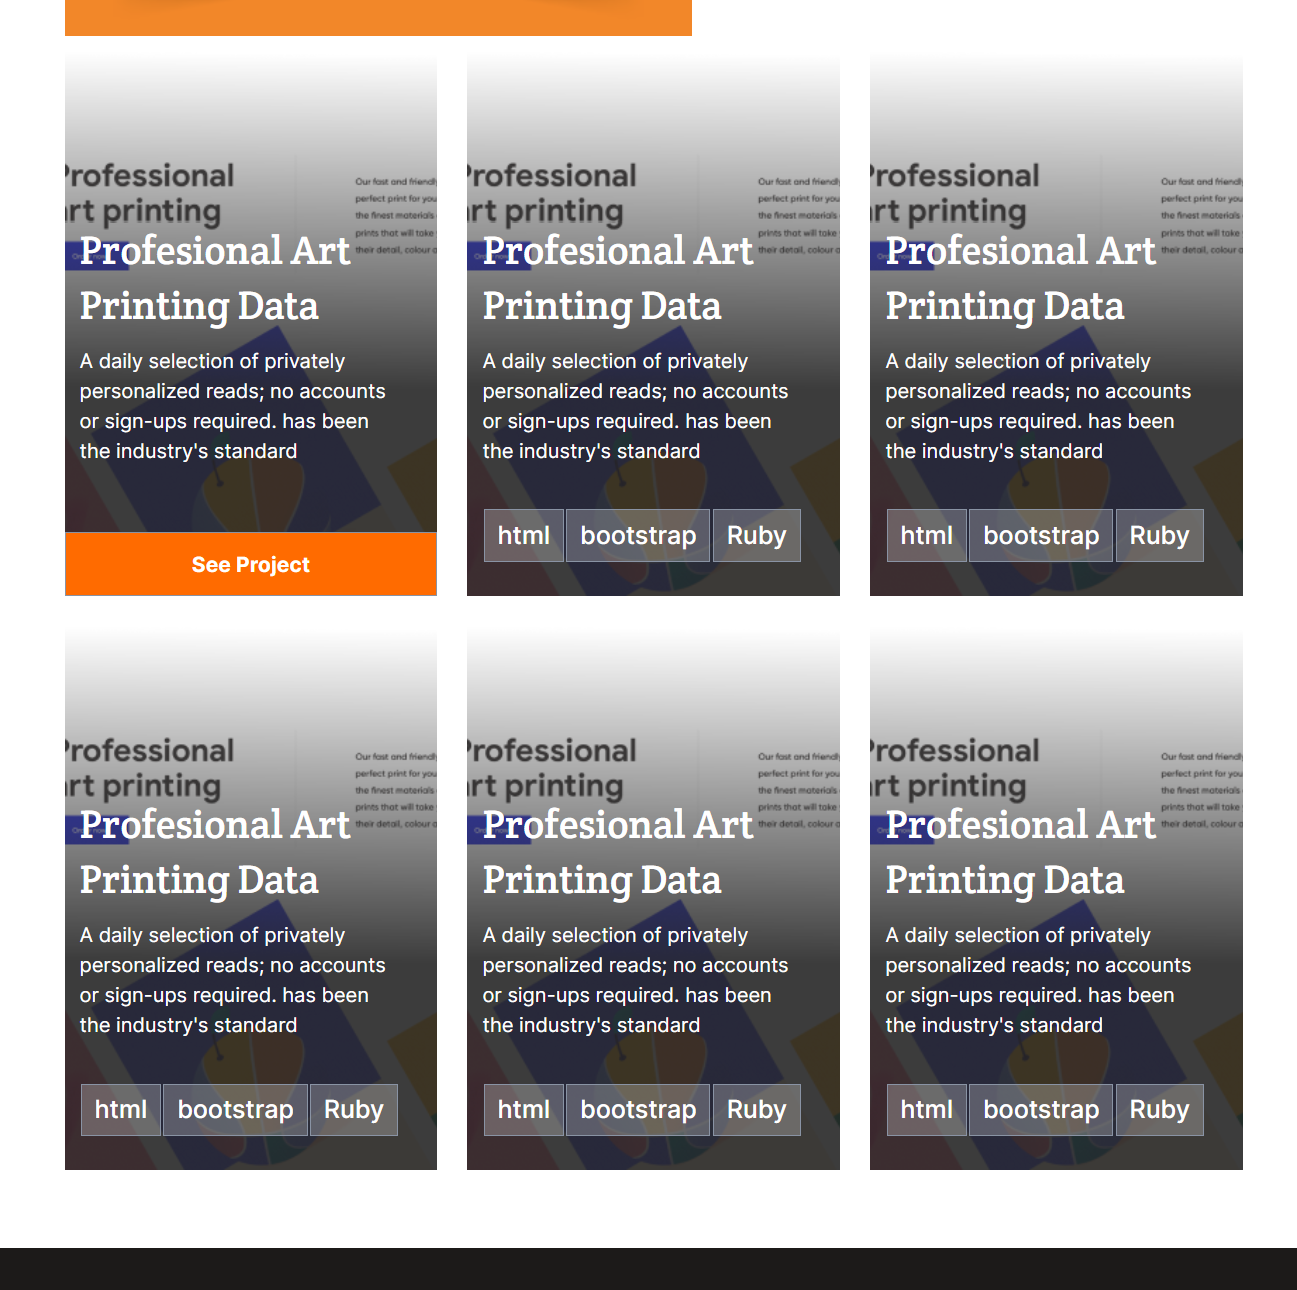 rofessional
rt printing
Our fast and friendl
perfect print for you
the finest materials
prints that will take
their detail, colour
Profesional Art
Printing Data
A daily selection of privately
personalized reads; no accounts
or sign-ups required. has been
the industry's standard
See Project
rofessional
rt printing
Our fast and friendly
perfect print for you
the finest materials
prints that will take
their detail, colour
Profesional Art
Printing Data
A daily selection of privately
personalized reads; no accounts
or sign-ups required. has been
the industry's standard
html bootstrap Ruby
rofessional
rt printing
Our fast and friendly
perfect print for you
the finest materials
prints that will take
their detail, colour
Profesional Art
Printing Data
A daily selection of privately
personalized reads; no accounts
or sign-ups required. has been
the industry's standard
html bootstrap Ruby
rofessional
rt printing
Our fast and friendl
perfect print for you
the finest materials
prints that will take
their detail, colour
Profesional Art
Printing Data
A daily selection of privately
personalized reads; no accounts
or sign-ups required. has been
the industry's standard
html bootstrap Ruby
rofessional
rt printing
Our fast and friendly
perfect print for you
the finest materials
prints that will take
their detail, colour
Profesional Art
Printing Data
A daily selection of privately
personalized reads; no accounts
or sign-ups required. has been
the industry's standard
html bootstrap Ruby
rofessional
rt printing
Our fast and friendly
perfect print for you
the finest materials
prints that will take
their detail, colour
Profesional Art
Printing Data
A daily selection of privately
personalized reads; no accounts
or sign-ups required. has been
the industry's standard
html bootstrap Ruby